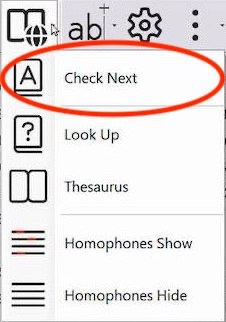 ab
A
Check Next
?
Look Up
Thesaurus
Homophones Show
Homophones Hide